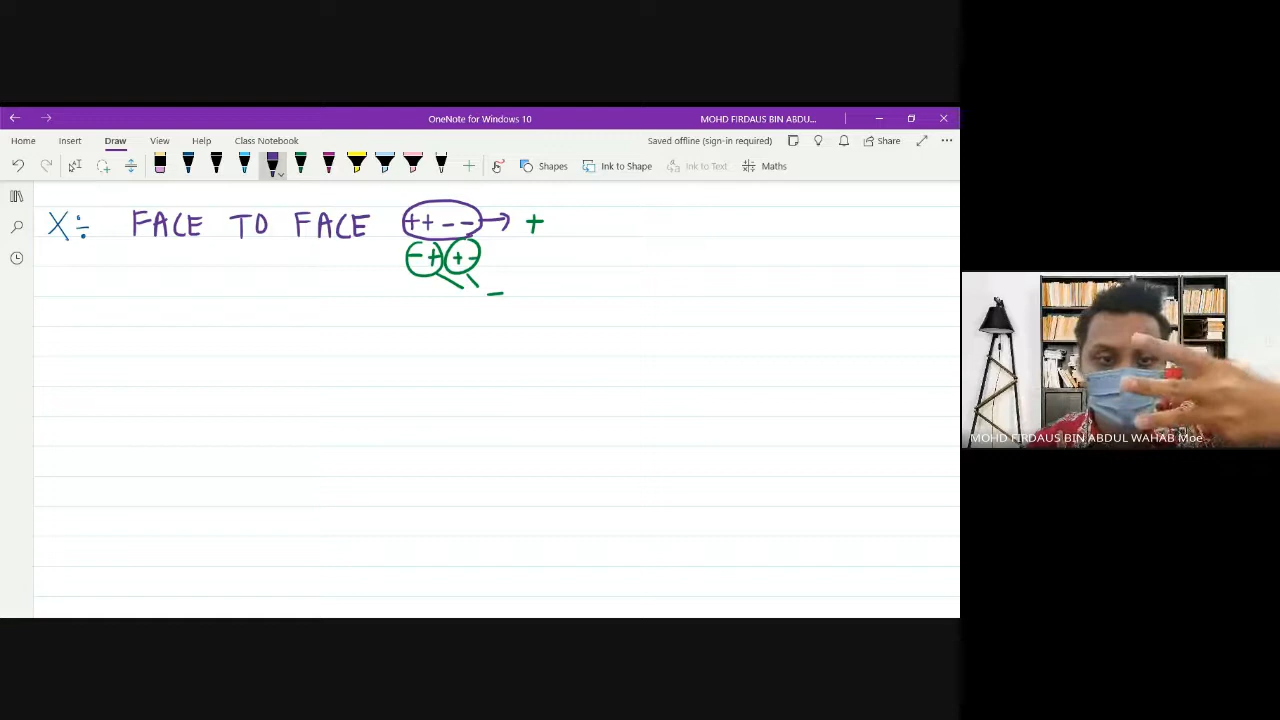 OneNote for Windows 10
MOHD FIRDAUS BIN ABDU...
Home Insert Draw View Help Class Notebook
Saved offline (sign-in required)
Share
Shapes Ink to Shape Ink to Text Maths
X÷ FACE TO FACE ++ -- → +
-+ +-
-
MOHD FIRDAUS BIN ABDUL WAHAB Moe